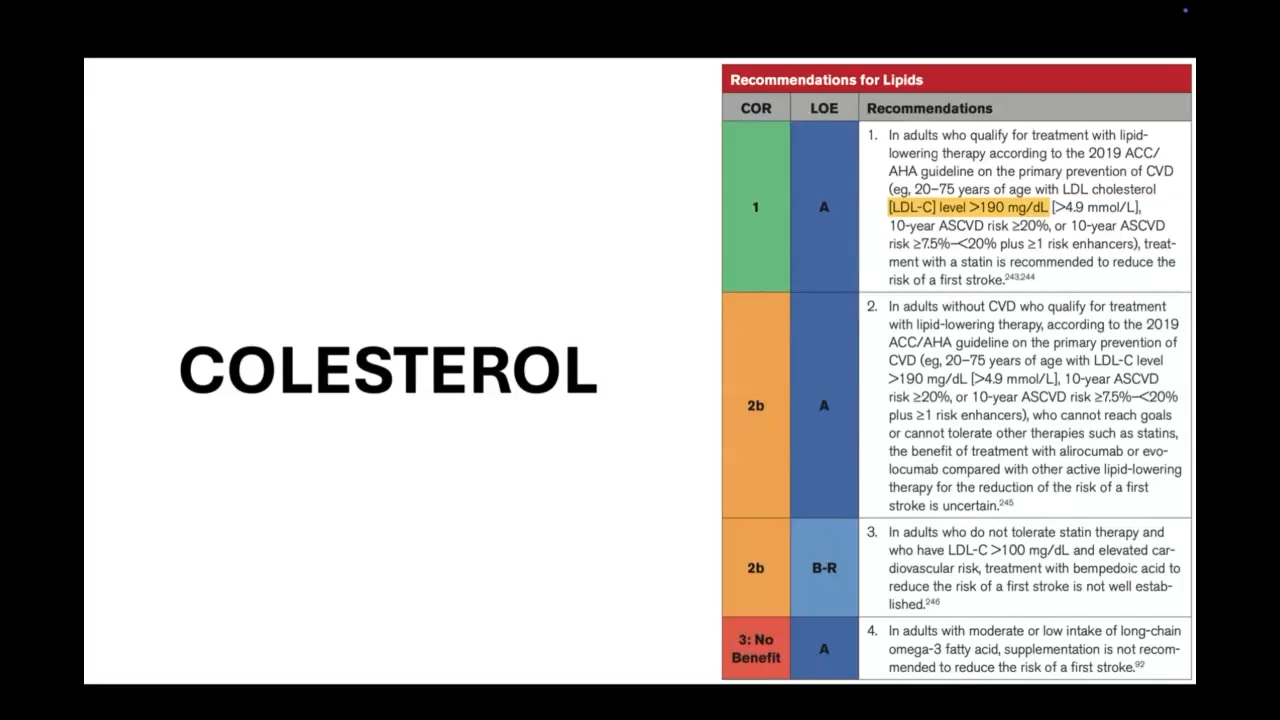 COLESTEROL
Recommendations for Lipids
COR LOE Recommendations
1 A
1. In adults who qualify for treatment with lipid-
lowering therapy according to the 2019 ACC/
AHA guideline on the primary prevention of CVD
(eg, 20–75 years of age with LDL cholesterol
[LDL-C] level >190 mg/dL [>4.9 mmol/L],
10-year ASCVD risk ≥20%, or 10-year ASCVD
risk ≥7.5%–<20% plus ≥1 risk enhancers), treat-
ment with a statin is recommended to reduce the
risk of a first stroke.243,244
2b A
2. In adults without CVD who qualify for treatment
with lipid-lowering therapy, according to the 2019
ACC/AHA guideline on the primary prevention of
CVD (eg, 20–75 years of age with LDL-C level
>190 mg/dL [>4.9 mmol/L], 10-year ASCVD
risk ≥20%, or 10-year ASCVD risk ≥7.5%–<20%
plus ≥1 risk enhancers), who cannot reach goals
or cannot tolerate other therapies such as statins,
the benefit of treatment with alirocumab or evo-
locumab compared with other active lipid-lowering
therapy for the reduction of the risk of a first
stroke is uncertain.245
2b B-R
3. In adults who do not tolerate statin therapy and
who have LDL-C >100 mg/dL and elevated car-
diovascular risk, treatment with bempedoic acid to
reduce the risk of a first stroke is not well estab-
lished.246
3: No
Benefit
A
4. In adults with moderate or low intake of long-chain
omega-3 fatty acid, supplementation is not recom-
mended to reduce the risk of a first stroke.92